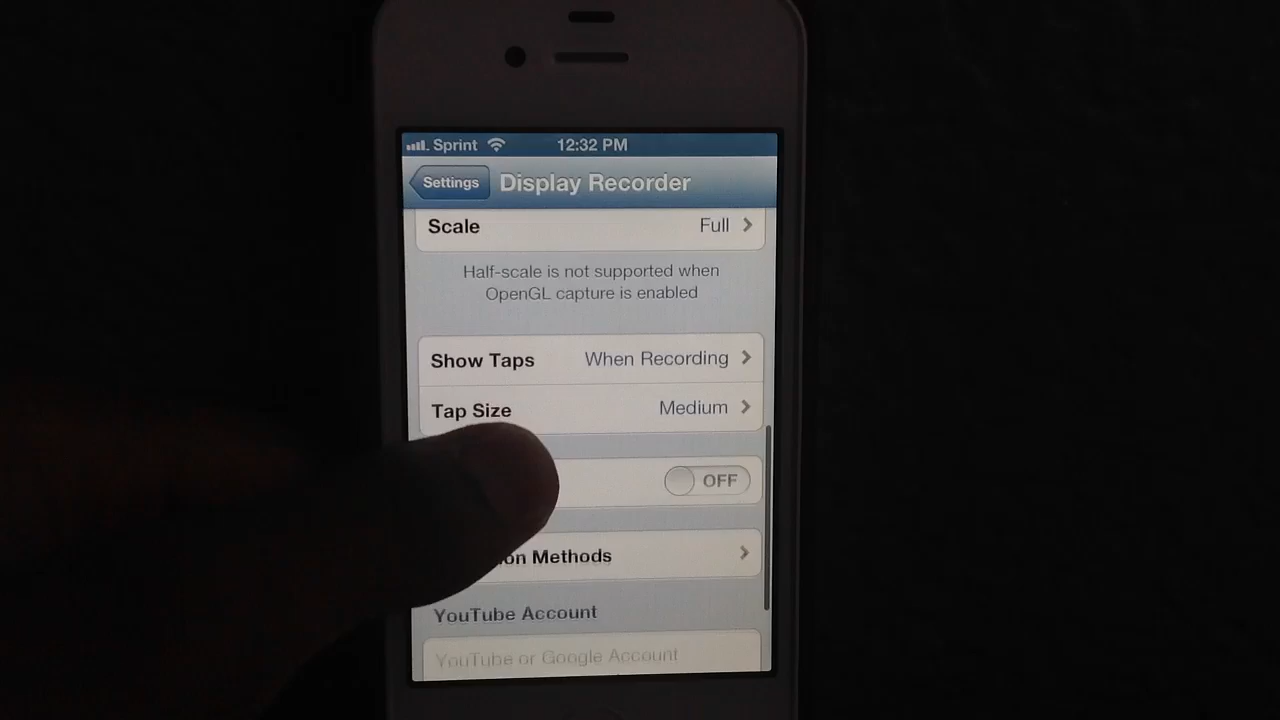 Sprint 12:32 PM
Settings Display Recorder
Scale Full
Half-scale is not supported when
OpenGL capture is enabled
Show Taps When Recording
Tap Size Medium
OFF
Methods
YouTube Account
YouTube or Google Account